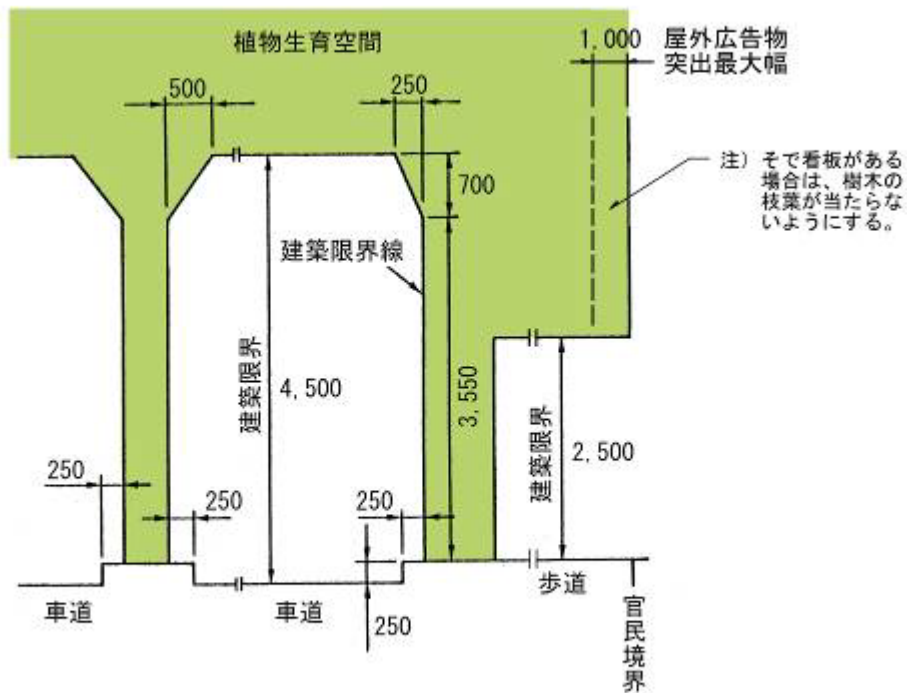 植物生育空間
1,000
屋外広告物
突出最大幅
500
250
700
注) そで看板がある
場合は、樹木の
枝葉が当たらな
いようにする。
建築限界線
建築限界
4,500
3,550
建築限界
2,500
250
250
250
車道
車道
250
歩道
官民境界